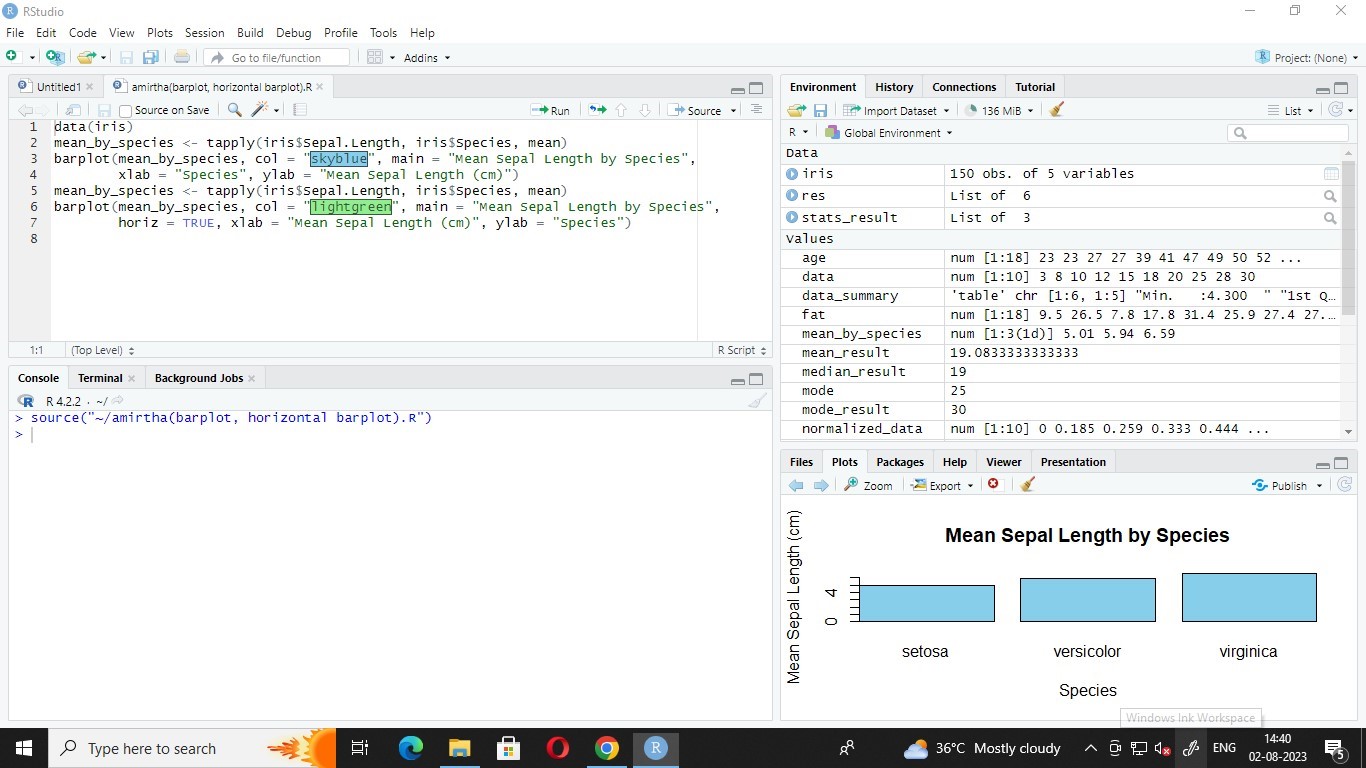 RStudio
File Edit Code View Plots Session Build Debug Profile Tools Help
Go to file/function Addins Project: (None)
Untitled1 amirtha(barplot, horizontal barplot).R
Source on Save Run Source
1 data(iris)
2 mean_by_species <- tapply(iris$Sepal.Length, iris$Species, mean)
3 barplot(mean_by_species, col = "skyblue", main = "Mean Sepal Length by Species",
4 xlab = "Species", ylab = "Mean Sepal Length (cm)")
5 mean_by_species <- tapply(iris$Sepal.Length, iris$Species, mean)
6 barplot(mean_by_species, col = "lightgreen", main = "Mean Sepal Length by Species",
7 horiz = TRUE, xlab = "Mean Sepal Length (cm)", ylab = "Species")
8
1:1 (Top Level) R Script
Console Terminal Background Jobs
R 4.2.2 . ~/
> source("~/amirtha(barplot, horizontal barplot).R")
>
Environment History Connections Tutorial
Import Dataset 136 MiB List
R Global Environment
Data
iris 150 obs. of 5 variables
res List of 6
stats_result List of 3
Values
age num [1:18] 23 23 27 27 39 41 47 49 50 52 ...
data num [1:10] 3 8 10 12 15 18 20 25 28 30
data_summary 'table' chr [1:6, 1:5] "Min. :4.300 " "1st Q…
fat num [1:18] 9.5 26.5 7.8 17.8 31.4 25.9 27.4 27.…
mean_by_species num [1:3(1d)] 5.01 5.94 6.59
mean_result 19.0833333333333
median_result 19
mode 25
mode_result 30
normalized_data num [1:10] 0 0.185 0.259 0.333 0.444 ...
Files Plots Packages Help Viewer Presentation
Zoom Export Publish
Mean Sepal Length by Species
Mean Sepal Length (cm)
4
0
setosa versicolor virginica
Species
Windows Ink Workspace
Type here to search
R
36°C Mostly cloudy
ENG
14:40
02-08-2023
5